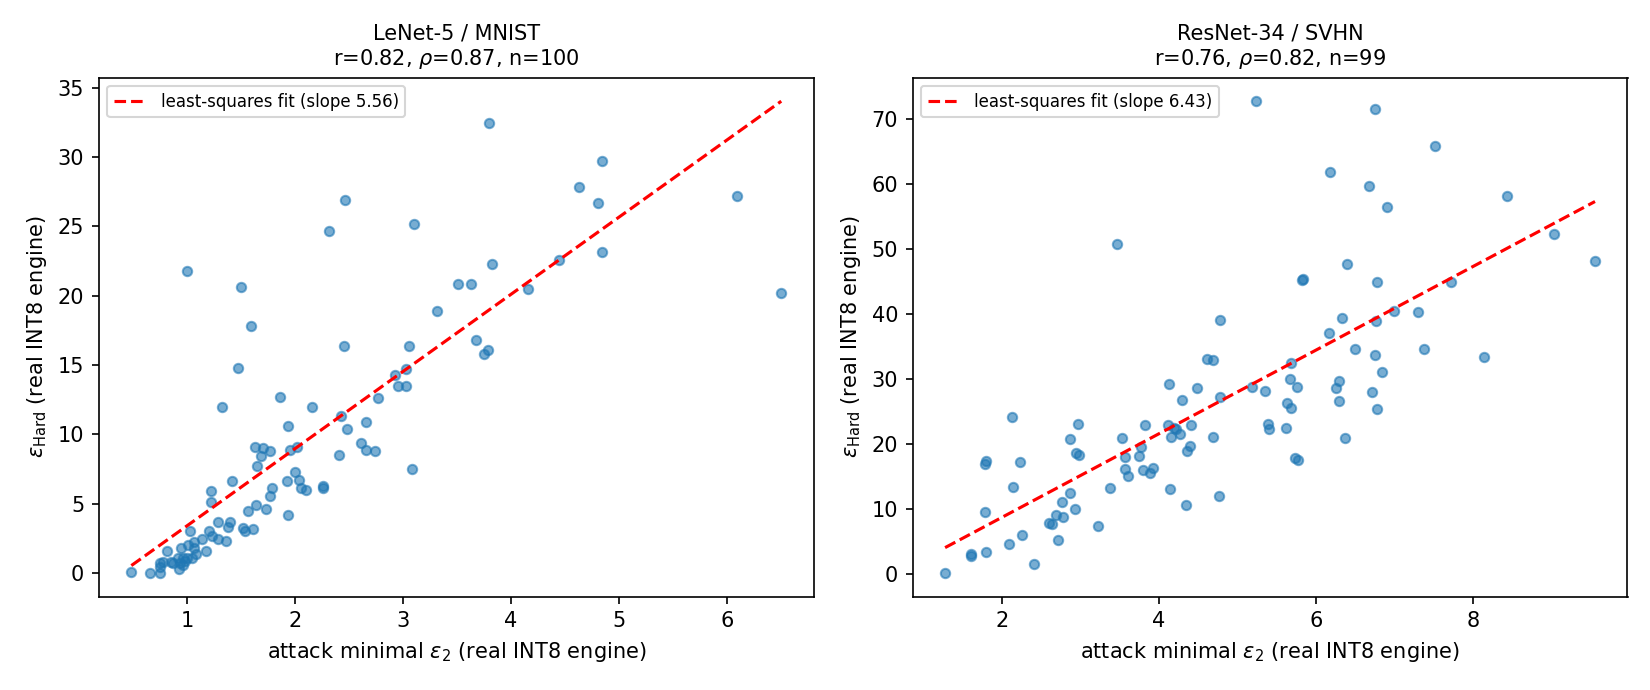 LeNet-5 / MNIST
r=0.82, ρ=0.87, n=100
least-squares fit (slope 5.56)
35
30
25
20
15
10
5
0
ε_Hard (real INT8 engine)
1 2 3 4 5 6
attack minimal ε₂ (real INT8 engine)
ResNet-34 / SVHN
r=0.76, ρ=0.82, n=99
least-squares fit (slope 6.43)
70
60
50
40
30
20
10
0
ε_Hard (real INT8 engine)
2 4 6 8
attack minimal ε₂ (real INT8 engine)